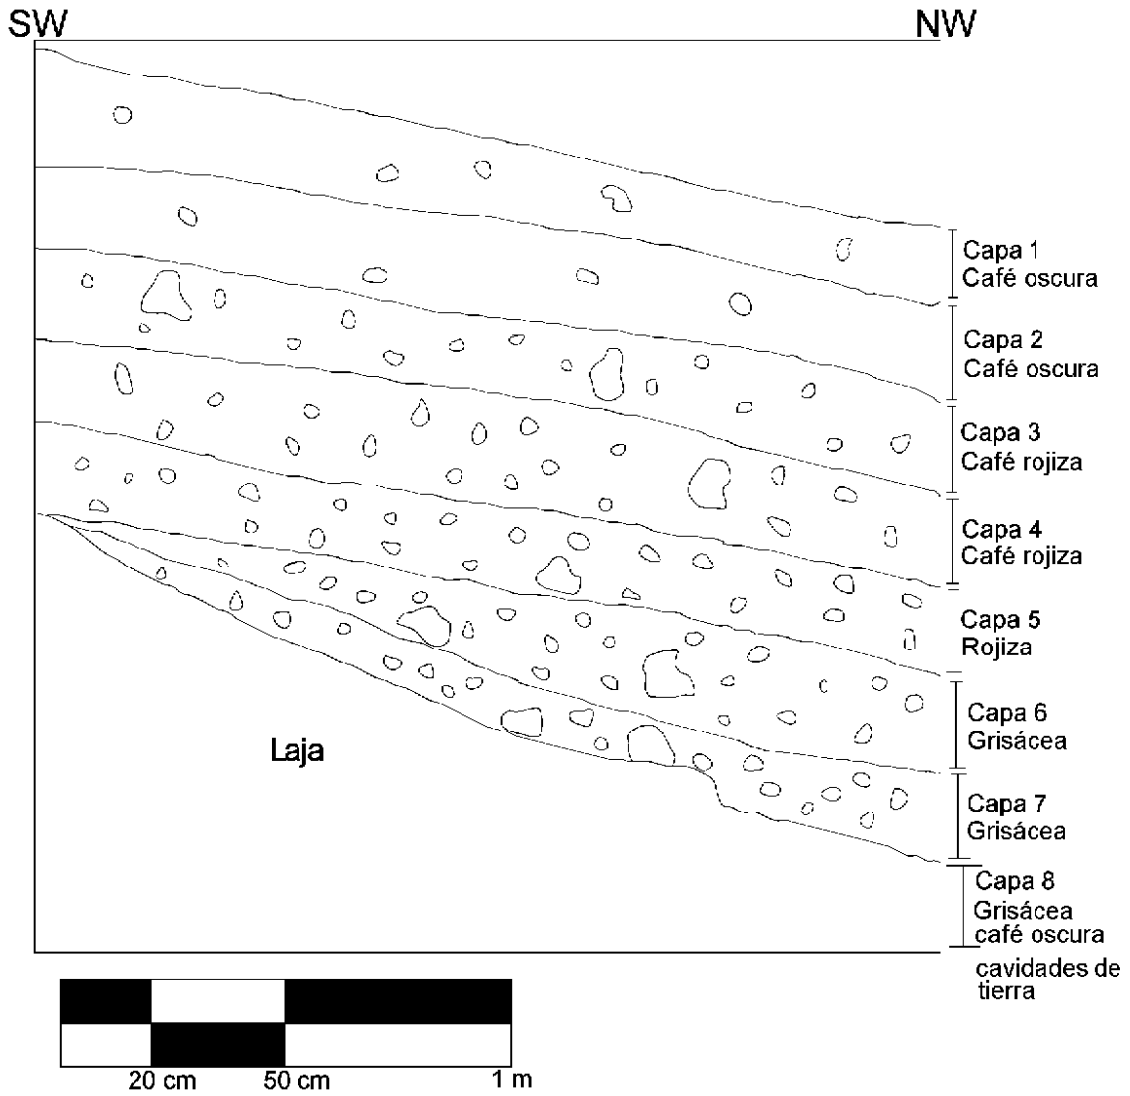 SW
NW
Capa 1
Café oscura
Capa 2
Café oscura
Capa 3
Café rojiza
Capa 4
Café rojiza
Capa 5
Rojiza
Capa 6
Grisácea
Laja
Capa 7
Grisácea
Capa 8
Grisácea
café oscura
cavidades de
tierra
20 cm
50 cm
1 m